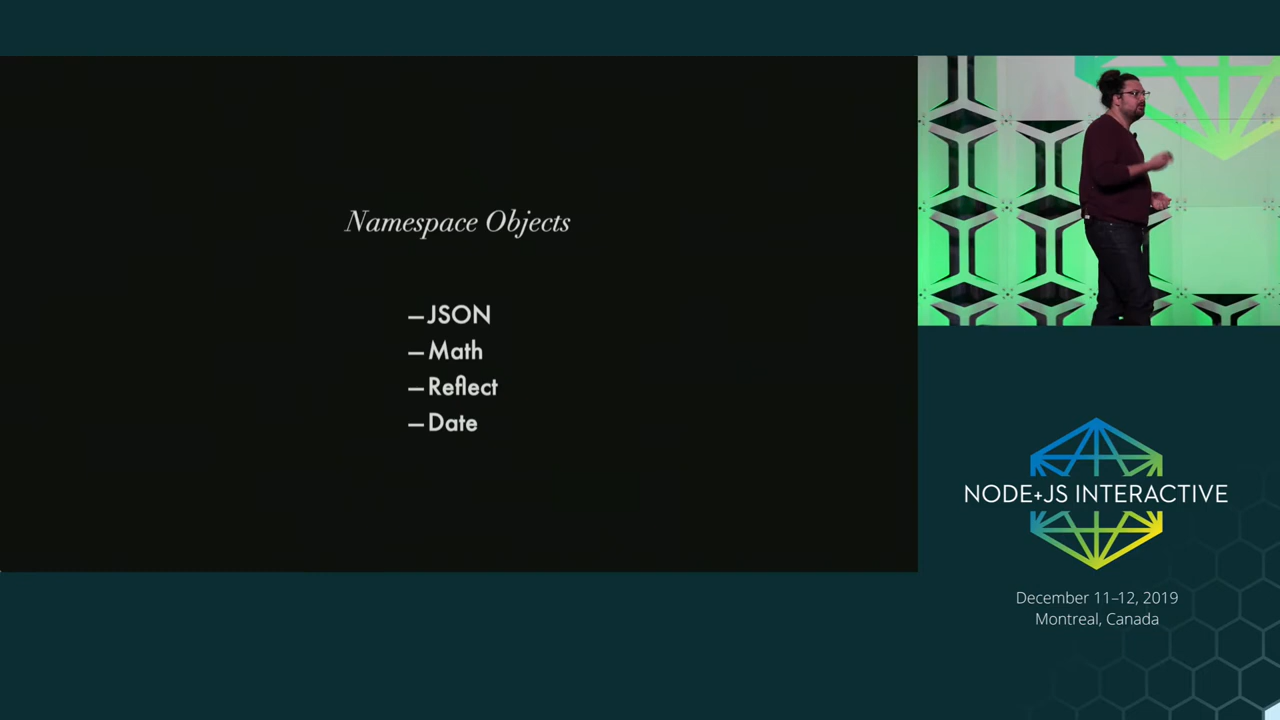 Namespace Objects
—JSON
—Math
—Reflect
—Date
NODE+JS INTERACTIVE
December 11–12, 2019
Montreal, Canada